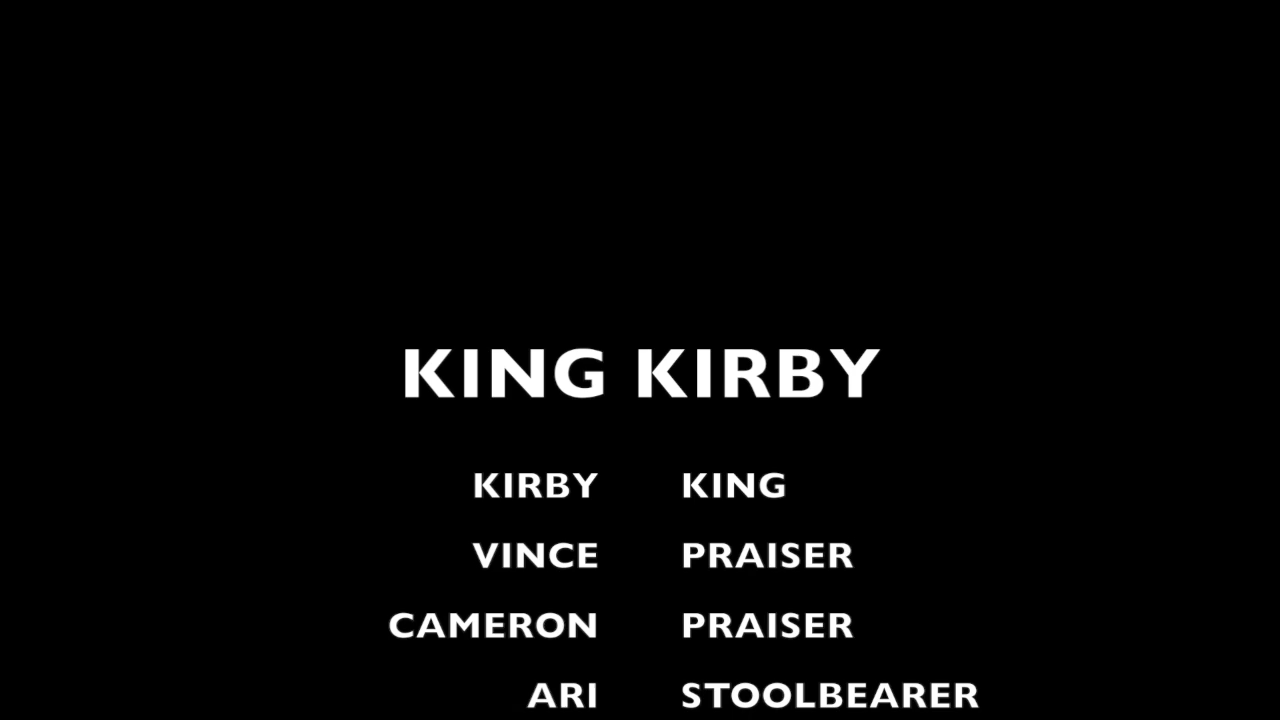 KING KIRBY
KIRBY KING
VINCE PRAISER
CAMERON PRAISER
ARI STOOLBEARER